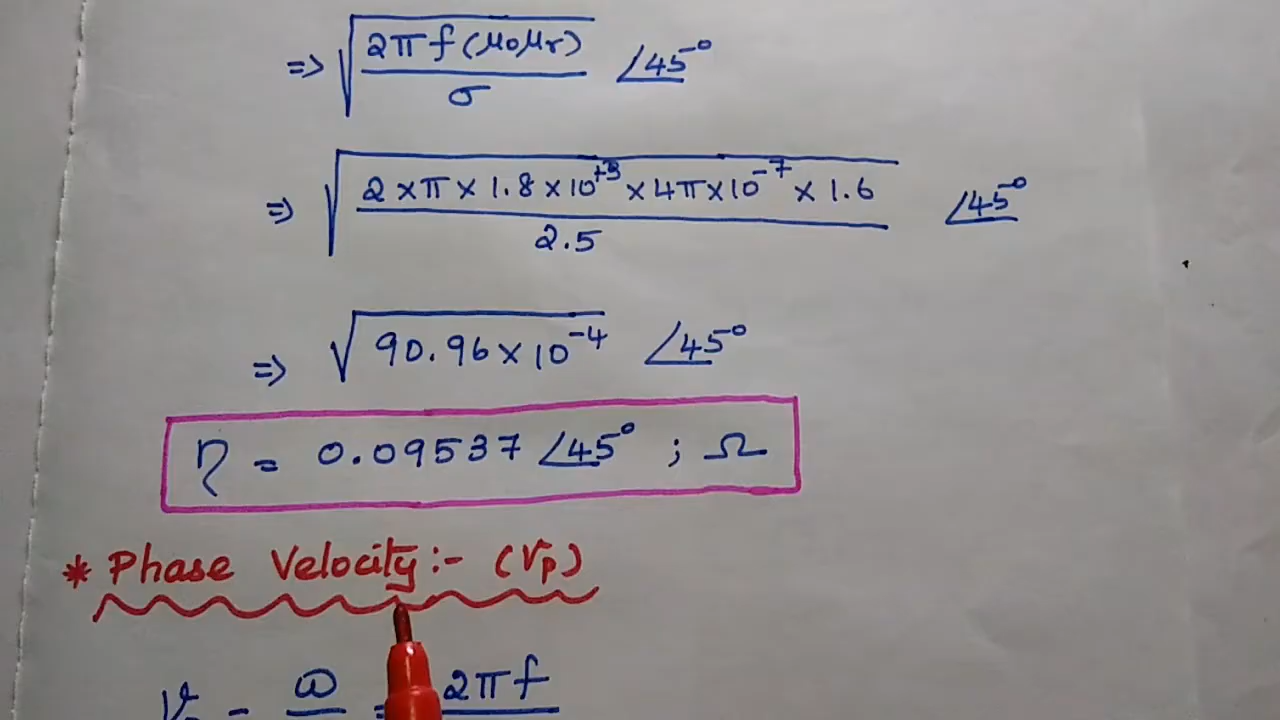 => √(2πf(μ₀μr)/σ) ∠45°
=> √(2×π×1.8×10⁺³×4π×10⁻⁷×1.6/2.5) ∠45°
=> √(90.96×10⁻⁴) ∠45°
η = 0.09537∠45° ; Ω
* Phase Velocity:- (Vp)
ω 2πf